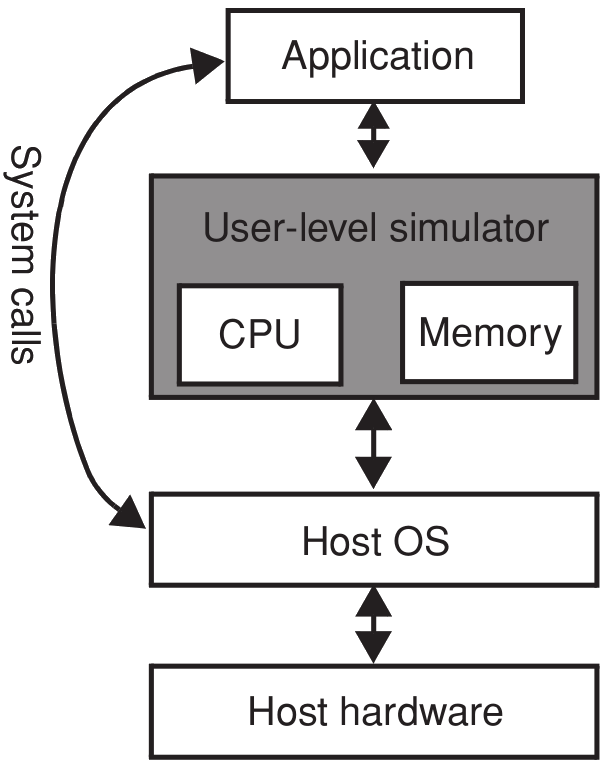 Application
System calls
User-level simulator
CPU
Memory
Host OS
Host hardware